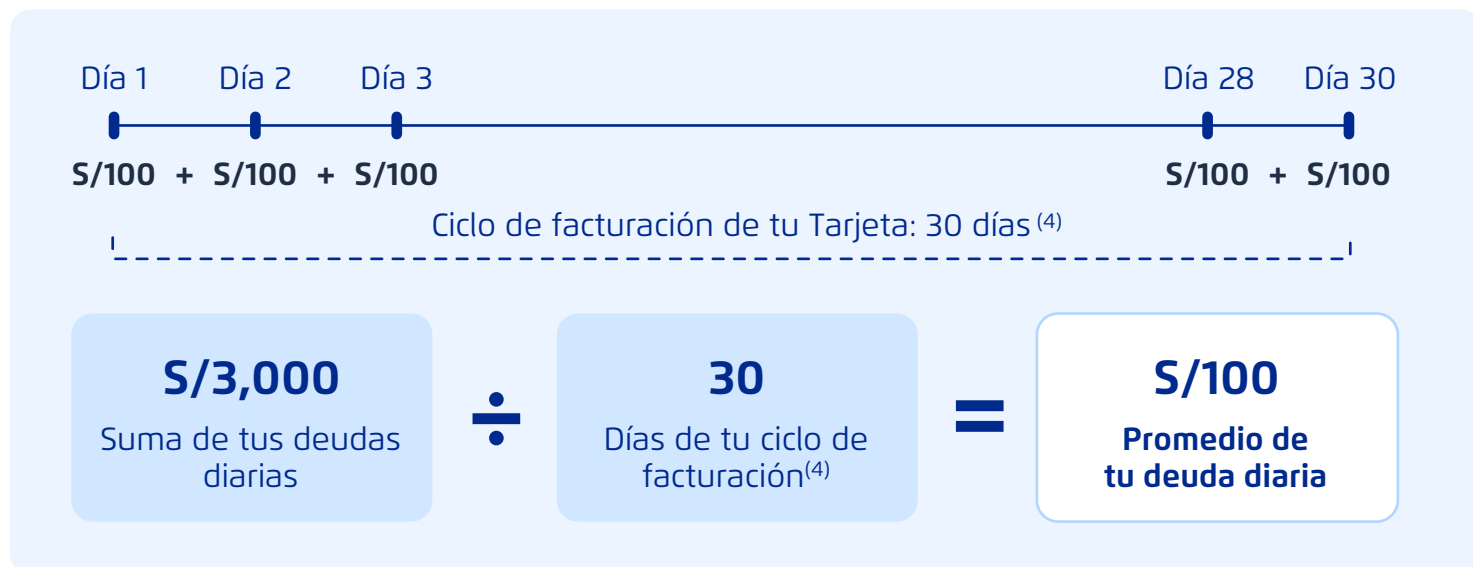 Día 1 Día 2 Día 3 Día 28 Día 30
S/100 + S/100 + S/100 S/100 + S/100
Ciclo de facturación de tu Tarjeta: 30 días (4)
S/3,000
Suma de tus deudas
diarias
÷
30
Días de tu ciclo de
facturación(4)
=
S/100
Promedio de
tu deuda diaria